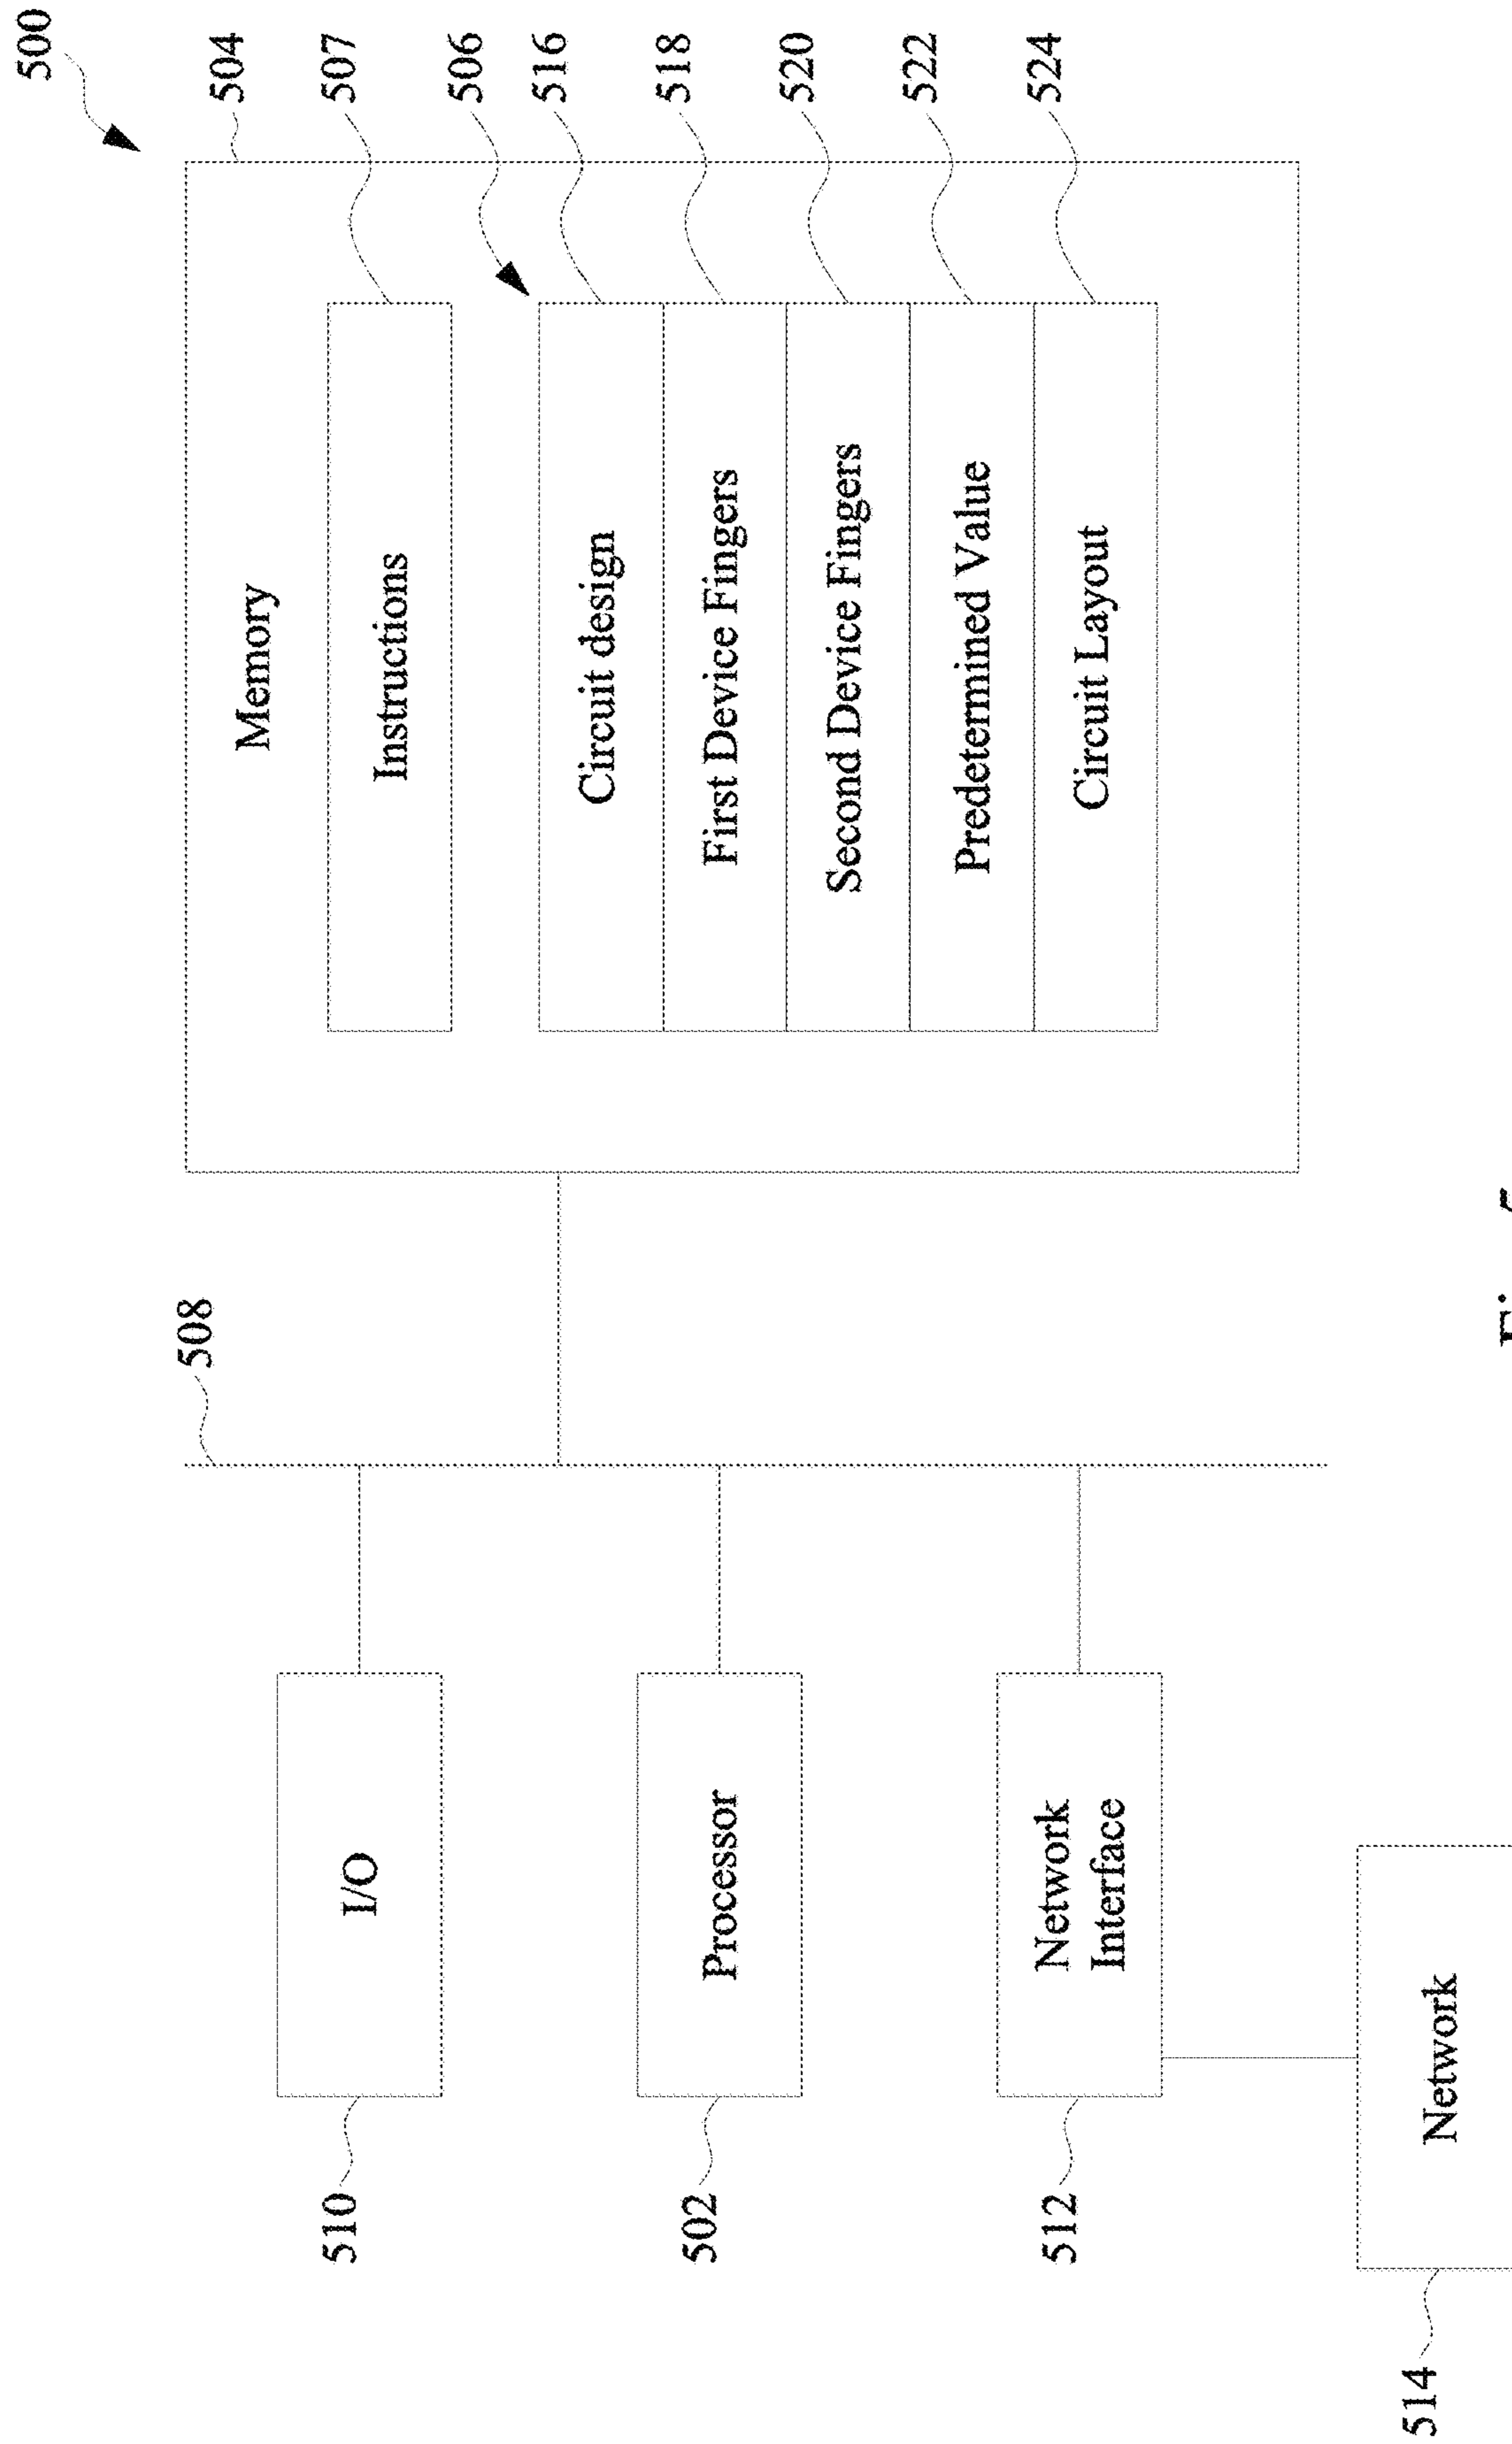 500
510
I/O
508
Memory
504
Instructions
507
506
502
Processor
Circuit design
516
First Device Fingers
518
Second Device Fingers
520
512
Network
Interface
Predetermined Value
522
Circuit Layout
524
514
Network